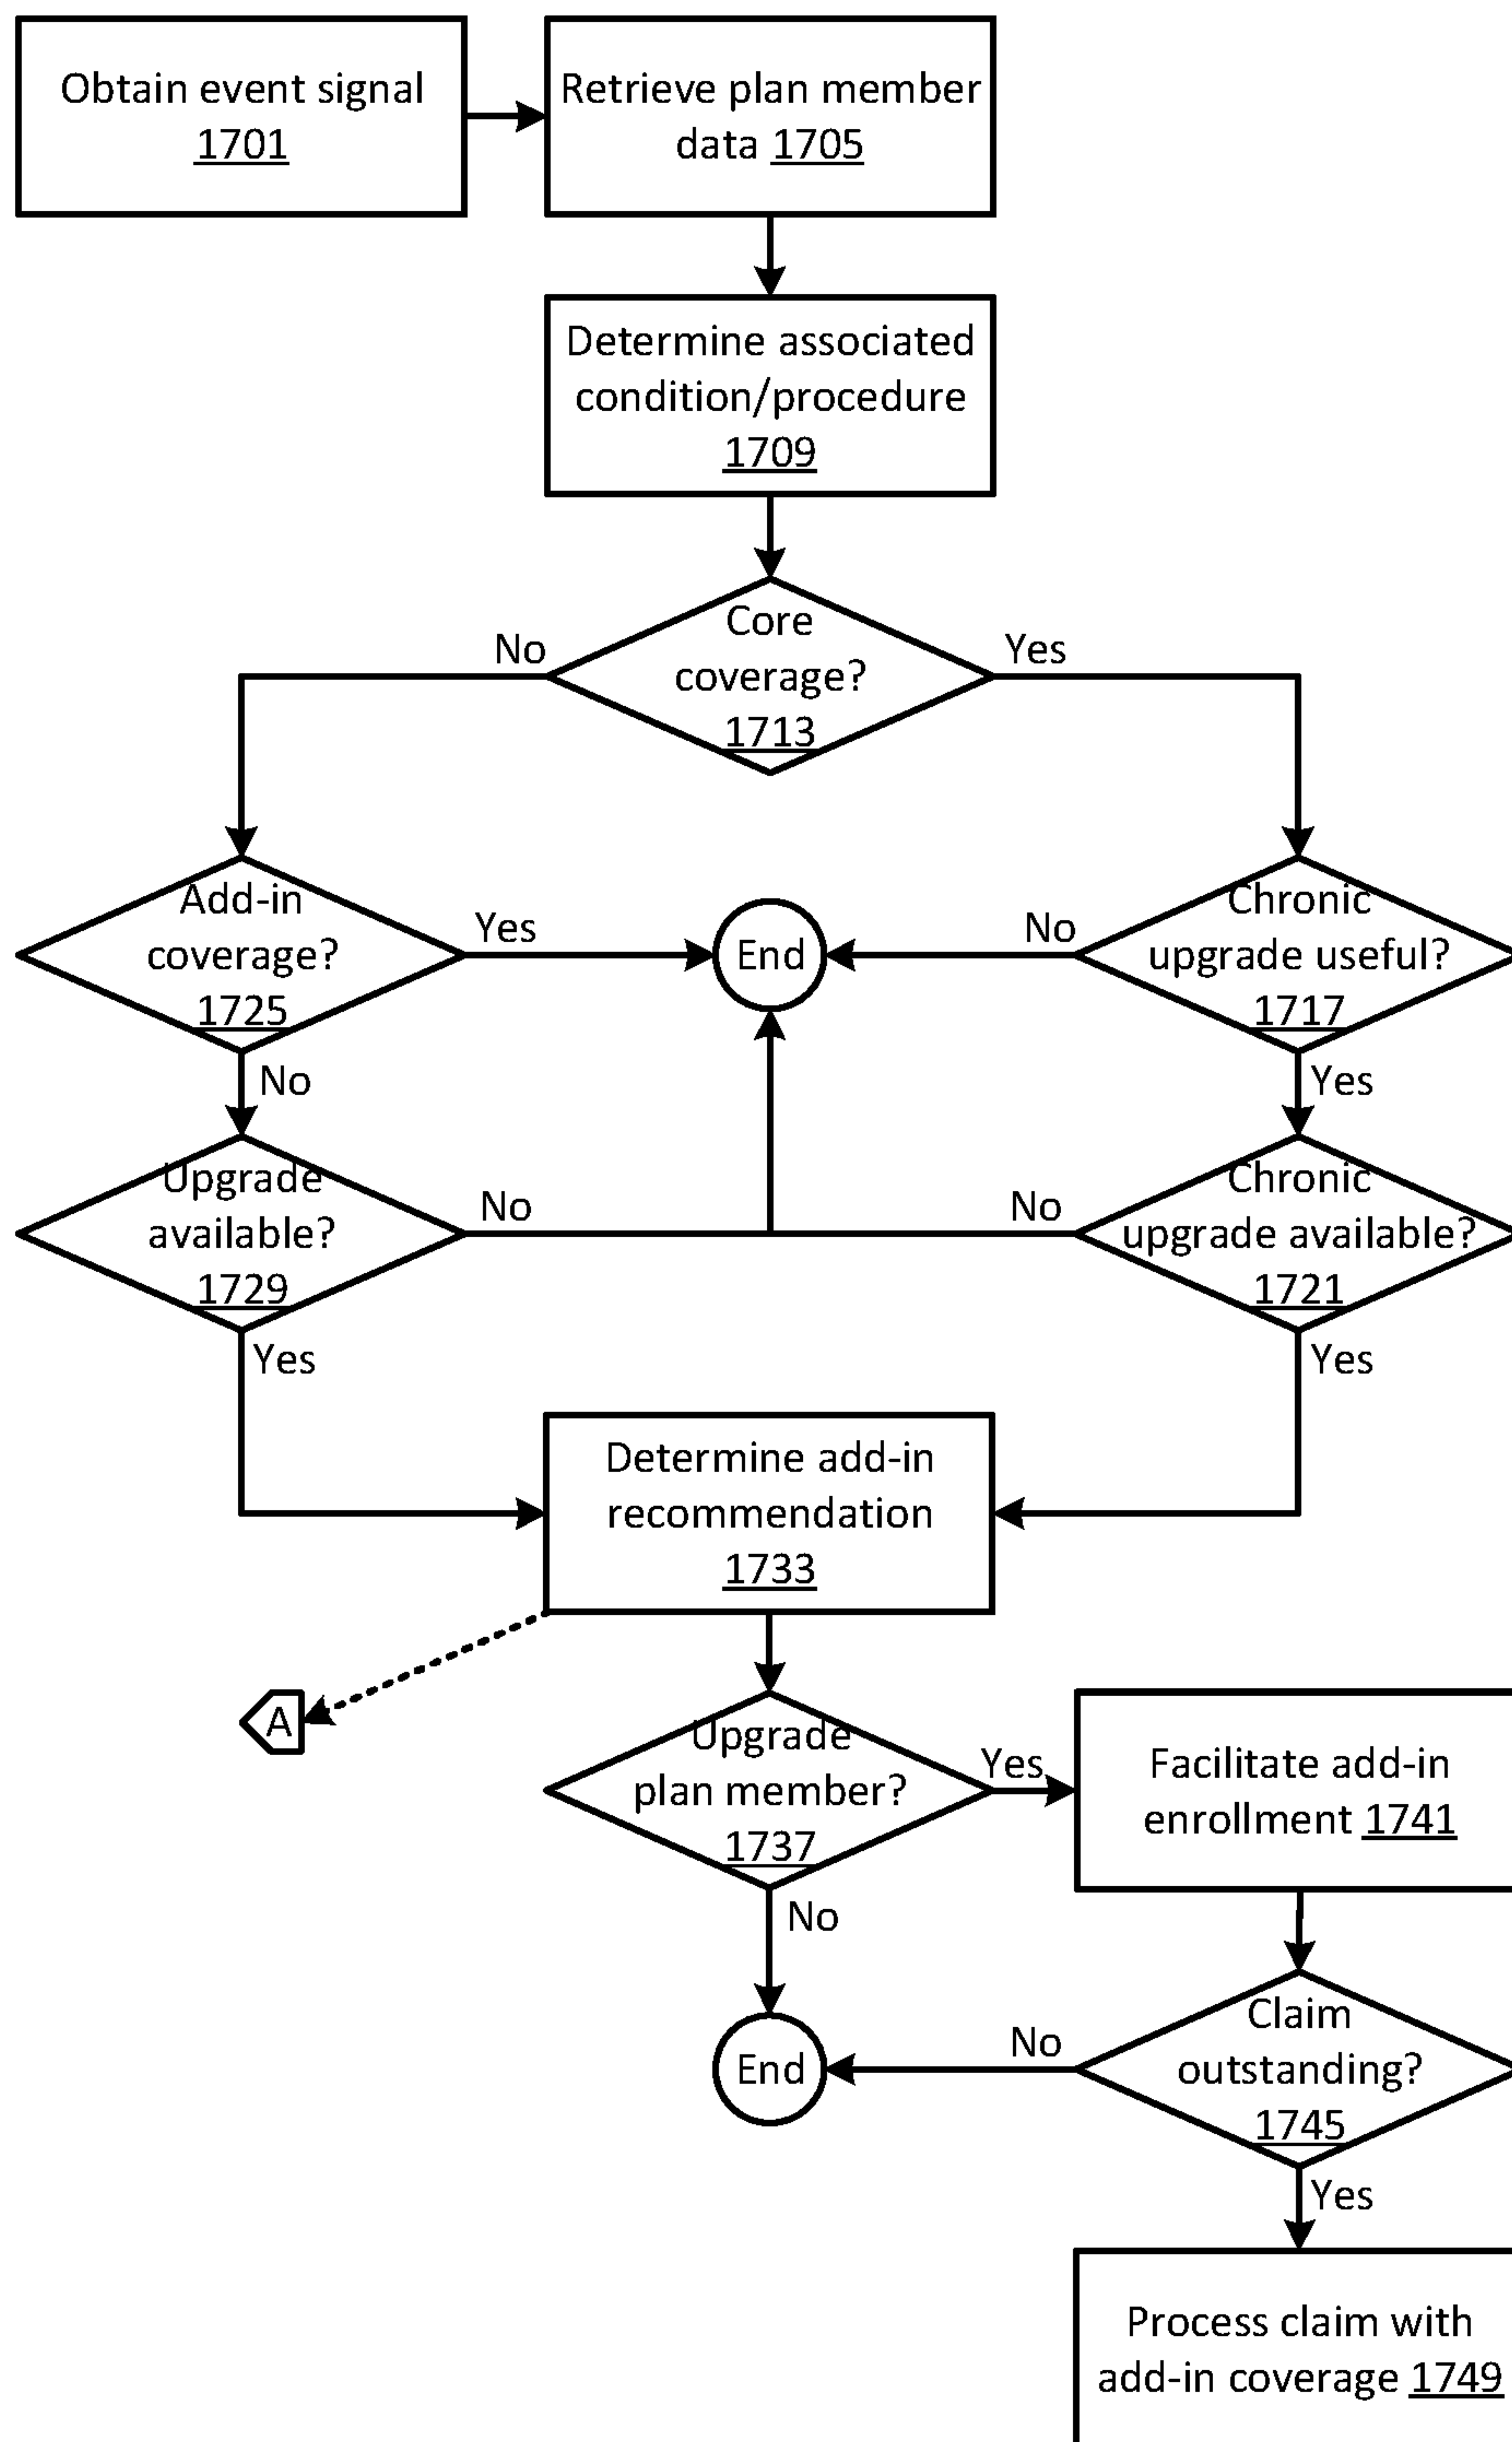 Obtain event signal
1701
Retrieve plan member
data 1705
Determine associated
condition/procedure
1709
Core
coverage?
1713
No
Yes
Add-in
coverage?
1725
Yes
End
No
Chronic
upgrade useful?
1717
No
Yes
Upgrade
available?
1729
No
No
Chronic
upgrade available?
1721
Yes
Yes
Determine add-in
recommendation
1733
A
Upgrade
plan member?
1737
Yes
Facilitate add-in
enrollment 1741
No
End
No
Claim
outstanding?
1745
Yes
Process claim with
add-in coverage 1749